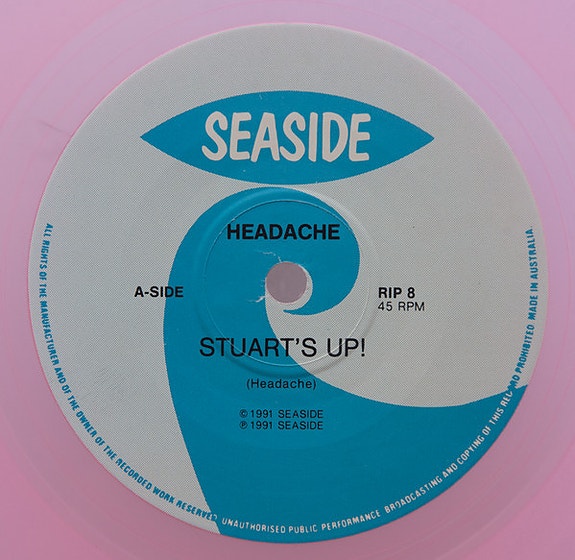 SEASIDE
HEADACHE
A-SIDE
RIP 8
45 RPM
STUART'S UP!
(Headache)
© 1991 SEASIDE
℗ 1991 SEASIDE
ALL RIGHTS OF THE MANUFACTURER AND OF THE OWNER OF THE RECORDED WORK RESERVED UNAUTHORISED PUBLIC PERFORMANCE BROADCASTING AND COPYING OF THIS RECORD PROHIBITED MADE IN AUSTRALIA